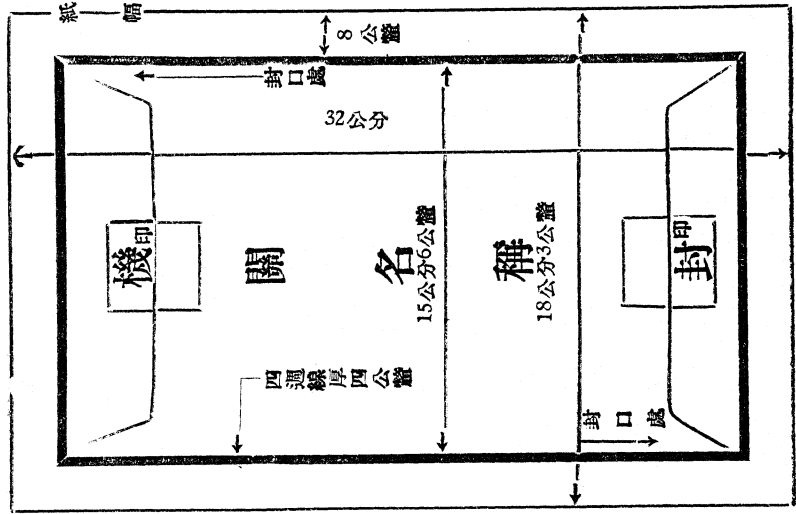 紙幅
8公釐
封口處
32公分
機關名稱封
印
印
15公分6公釐
18公分3公釐
四週線厚四公釐
封口處